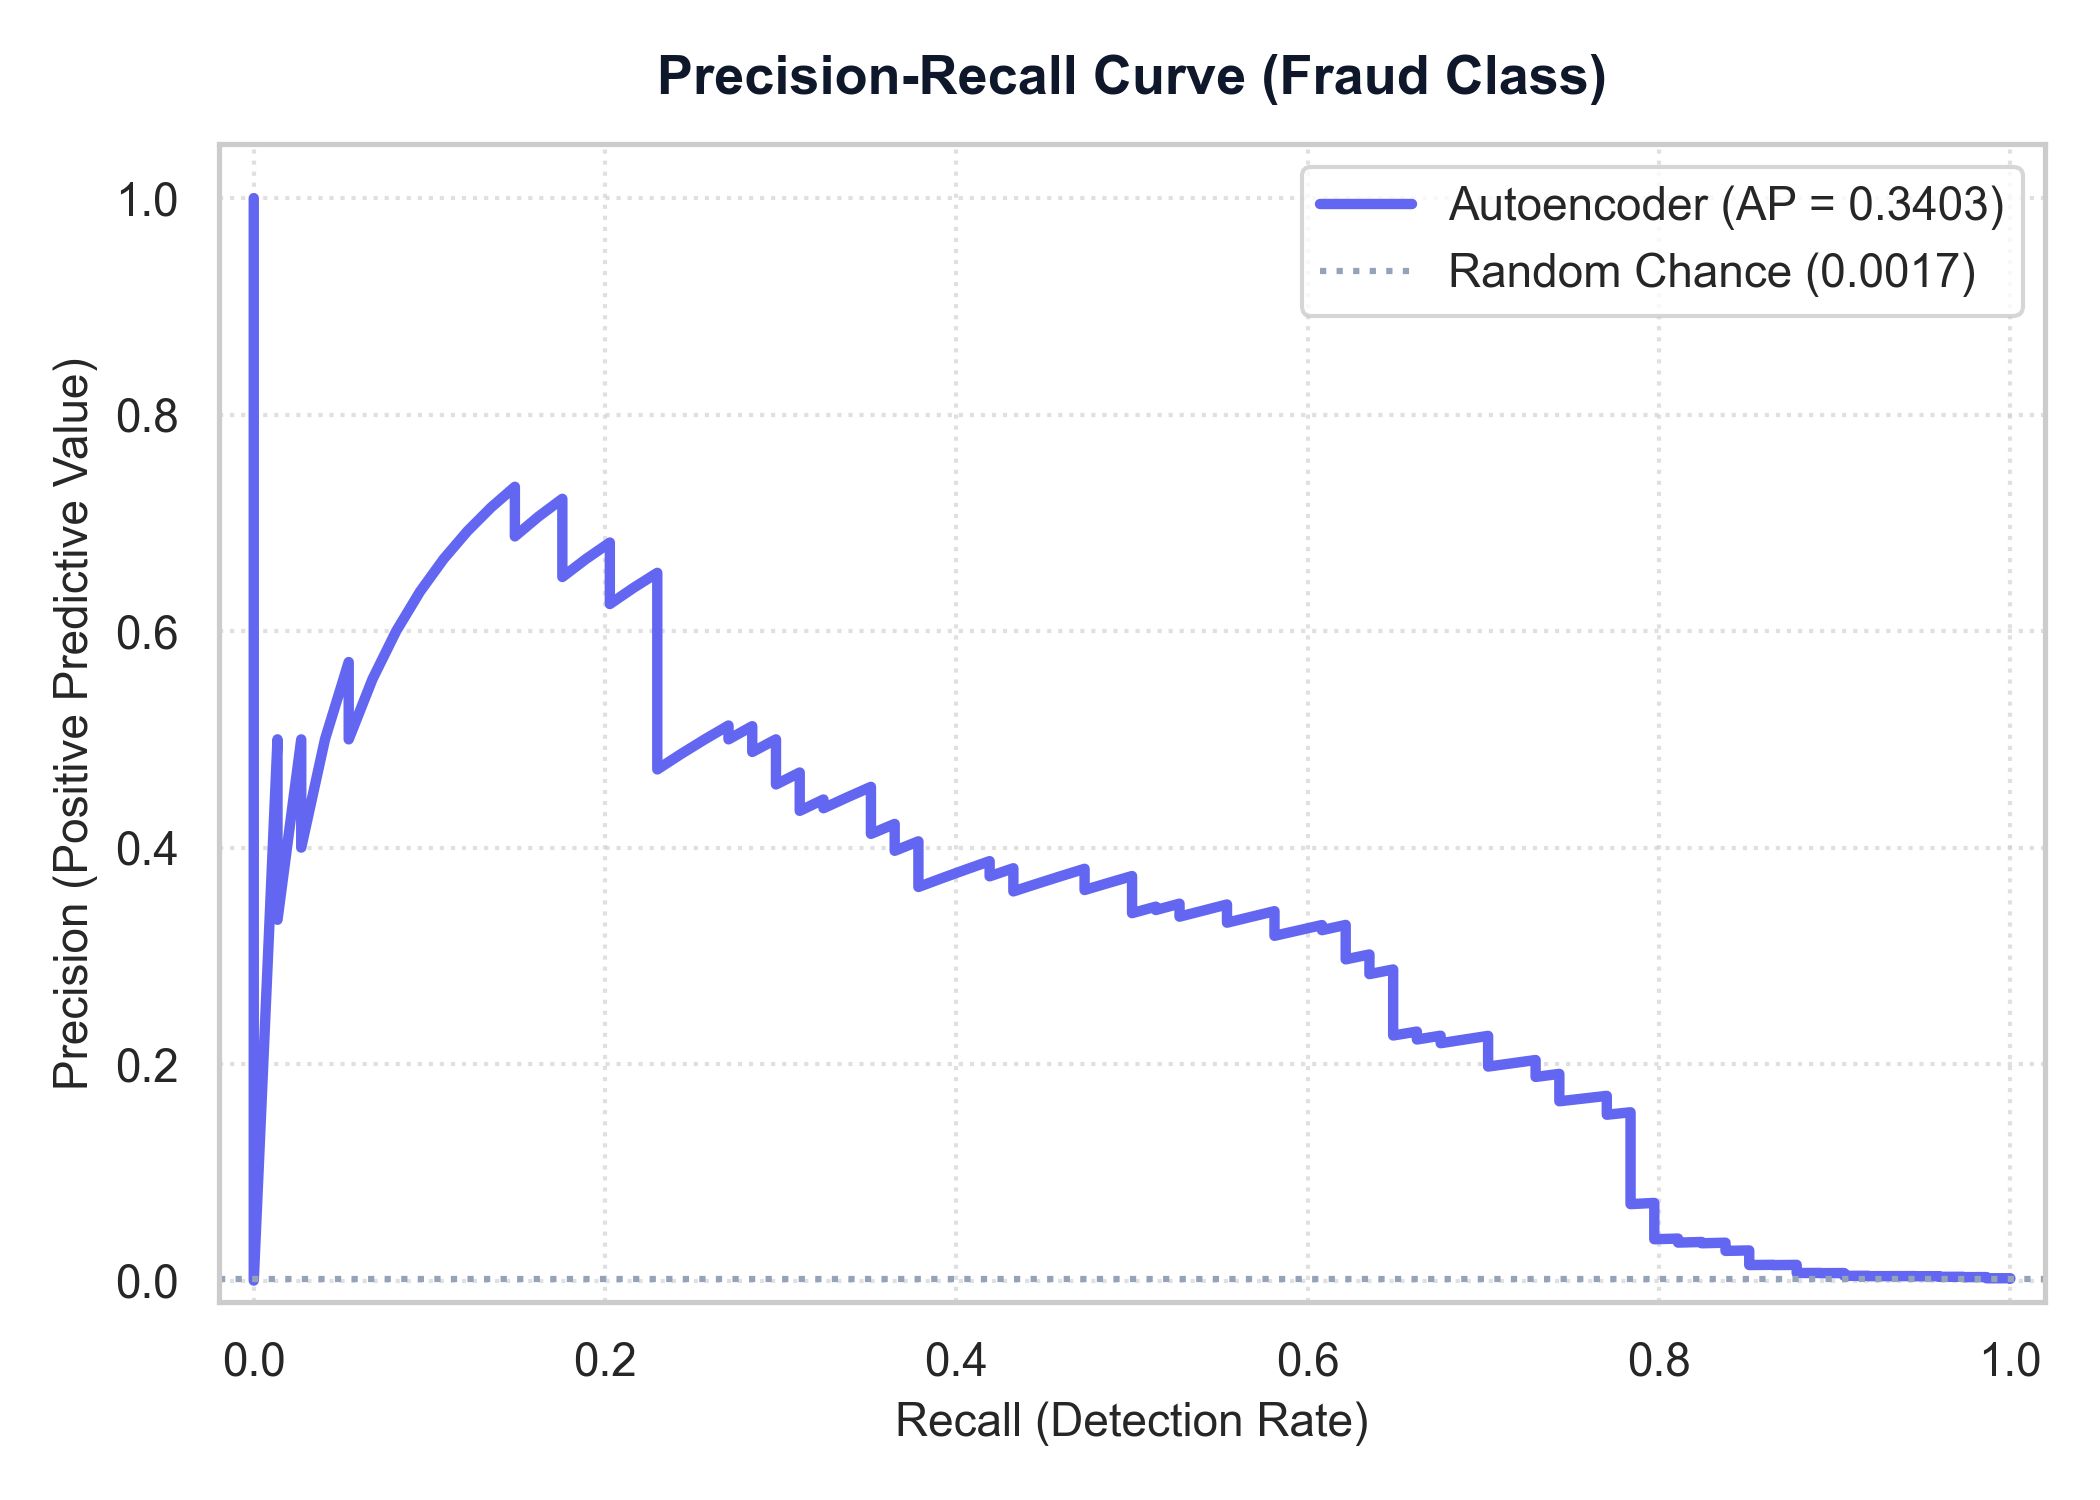 Precision-Recall Curve (Fraud Class)
Autoencoder (AP = 0.3403)
Random Chance (0.0017)
Precision (Positive Predictive Value)
1.0
0.8
0.6
0.4
0.2
0.0
0.0 0.2 0.4 0.6 0.8 1.0
Recall (Detection Rate)